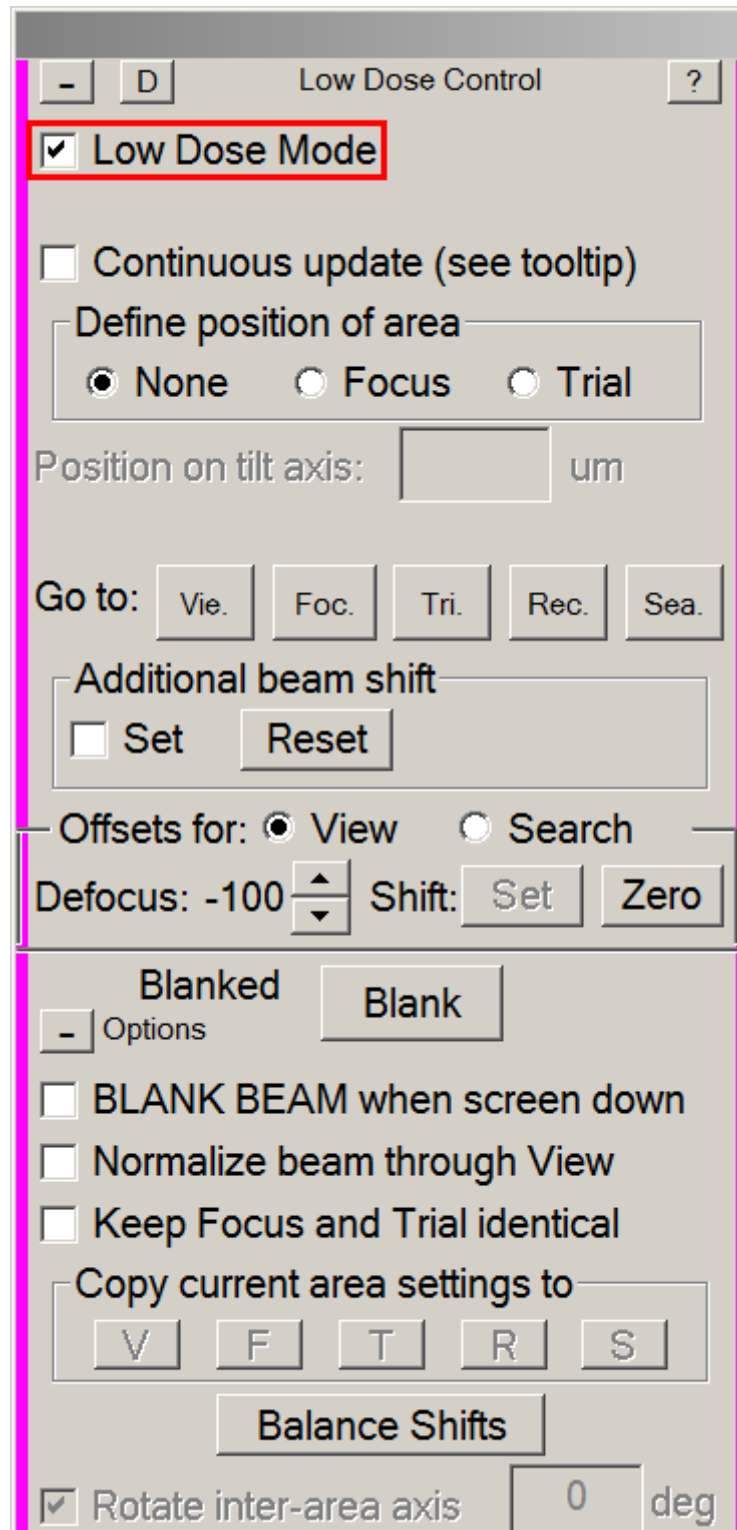 - D Low Dose Control ?
Low Dose Mode
Continuous update (see tooltip)
Define position of area
None Focus Trial
Position on tilt axis: um
Go to: Vie. Foc. Tri. Rec. Sea.
Additional beam shift
Set Reset
Offsets for: View Search
Defocus: -100 Shift: Set Zero
Blanked Blank
- Options
BLANK BEAM when screen down
Normalize beam through View
Keep Focus and Trial identical
Copy current area settings to
V F T R S
Balance Shifts
Rotate inter-area axis 0 deg